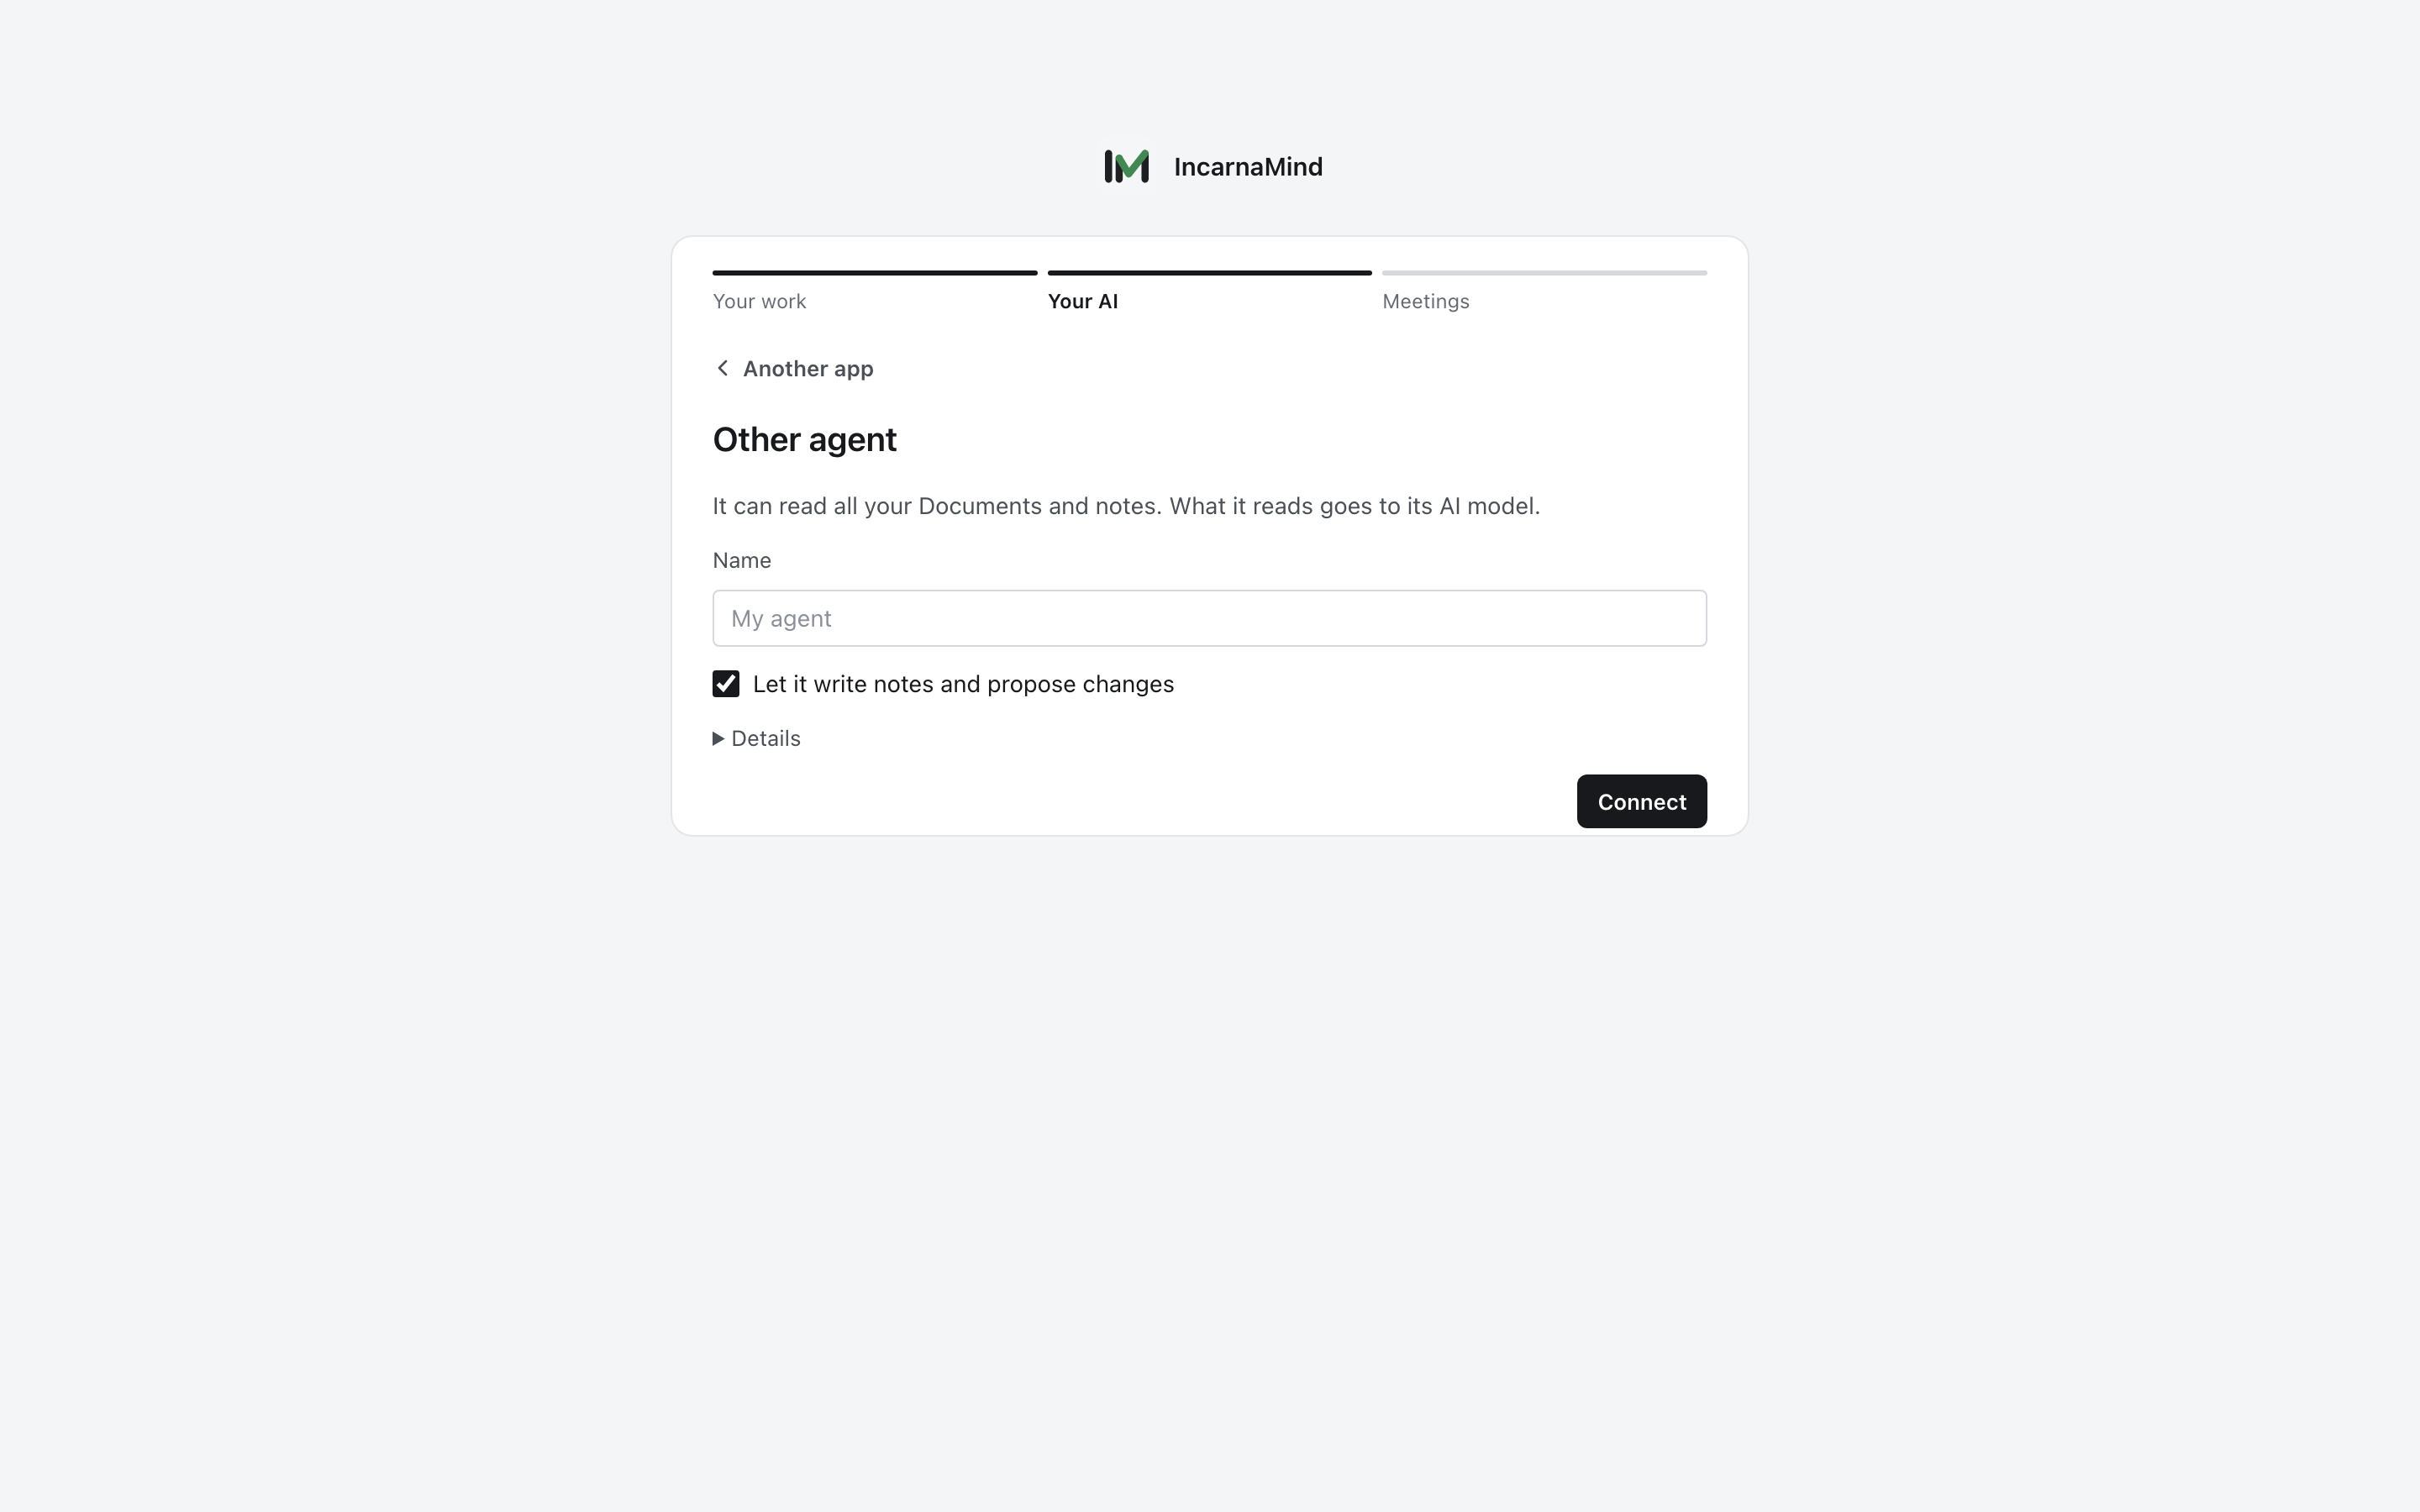 IncarnaMind
Your work
Your AI
Meetings
Another app
Other agent
It can read all your Documents and notes. What it reads goes to its AI model.
Name
My agent
Let it write notes and propose changes
Details
Connect